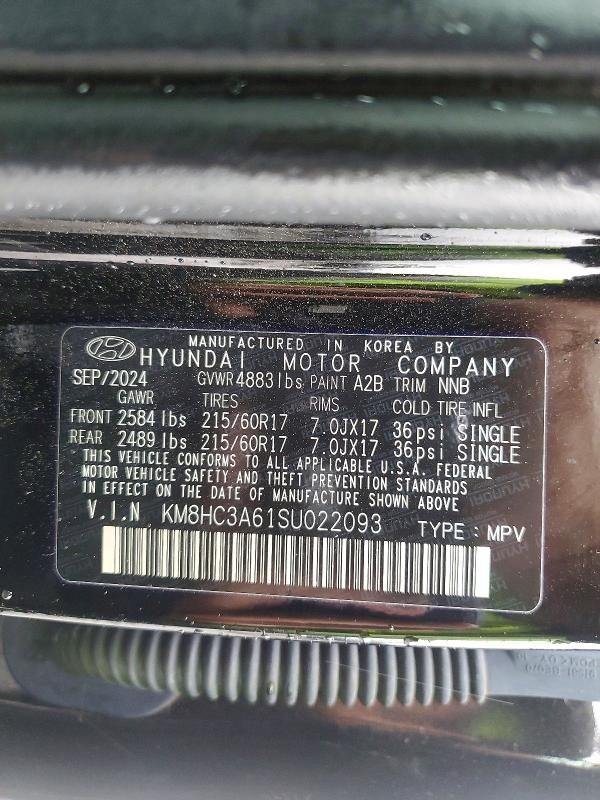 MANUFACTURED IN KOREA BY
HYUNDAI MOTOR COMPANY
SEP/2024 GVWR 4883lbs PAINT A2B TRIM NNB
GAWR TIRES RIMS COLD TIRE INFL
FRONT 2584 lbs 215/60R17 7.0JX17 36psi SINGLE
REAR 2489 lbs 215/60R17 7.0JX17 36psi SINGLE
THIS VEHICLE CONFORMS TO ALL APPLICABLE U.S.A. FEDERAL
MOTOR VEHICLE SAFETY AND THEFT PREVENTION STANDARDS
IN EFFECT ON THE DATE OF MANUFACTURE SHOWN ABOVE
V.I.N KM8HC3A61SU022093 TYPE: MPV